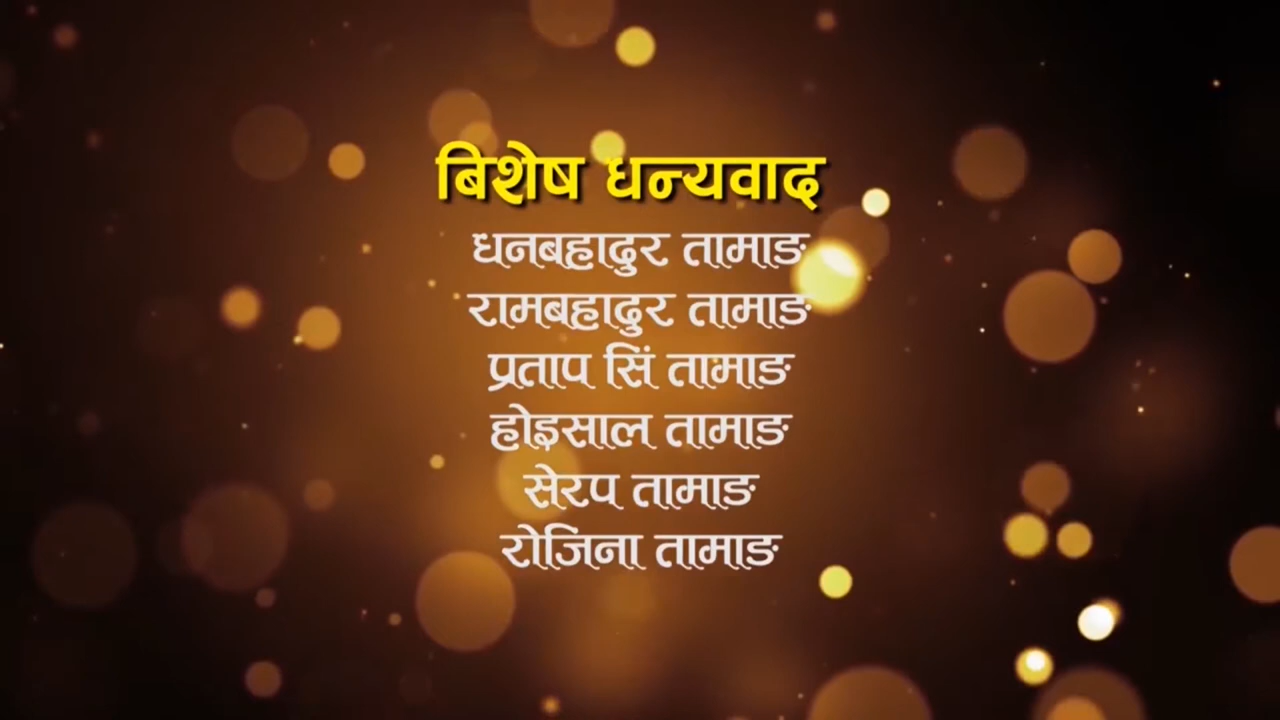 बिशेष धन्यवाद
धनबहादुर तामाङ
रामबहादुर तामाङ
प्रताप सिं तामाङ
होइसाल तामाङ
सेरप तामाङ
रोजिना तामाङ